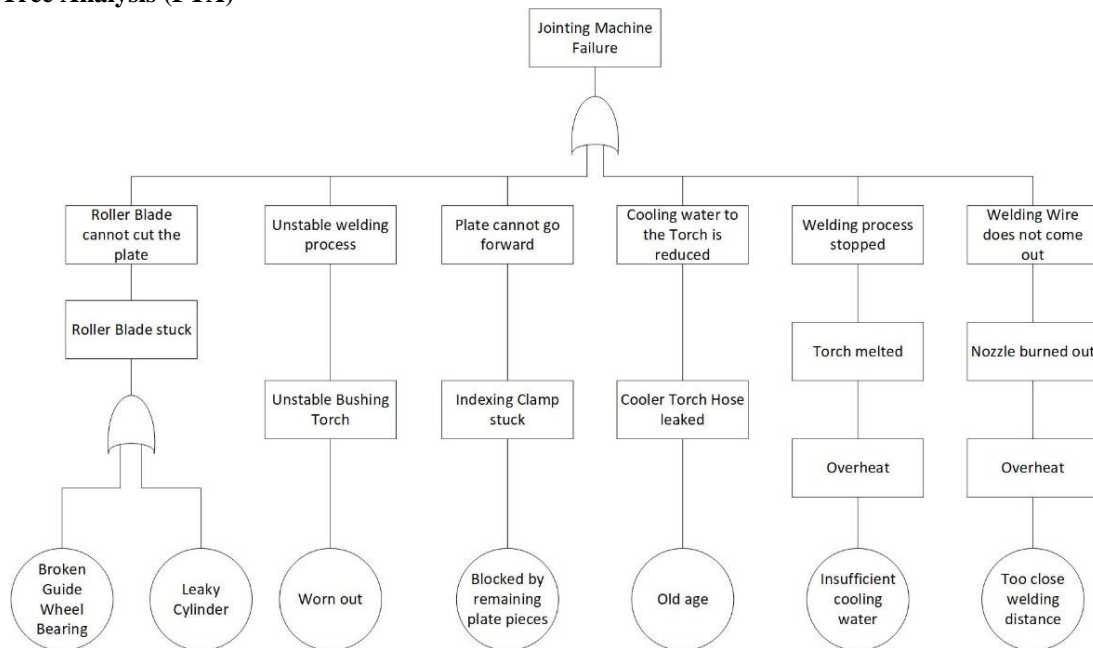 Tree Analysis (FTA)
Jointing Machine
Failure
Roller Blade
cannot cut the
plate
Unstable welding
process
Plate cannot go
forward
Cooling water to
the Torch is
reduced
Welding process
stopped
Welding Wire
does not come
out
Roller Blade stuck
Torch melted
Nozzle burned out
Unstable Bushing
Torch
Indexing Clamp
stuck
Cooler Torch Hose
leaked
Overheat
Overheat
Broken
Guide
Wheel
Bearing
Leaky
Cylinder
Worn out
Blocked by
remaining
plate pieces
Old age
Insufficient
cooling
water
Too close
welding
distance